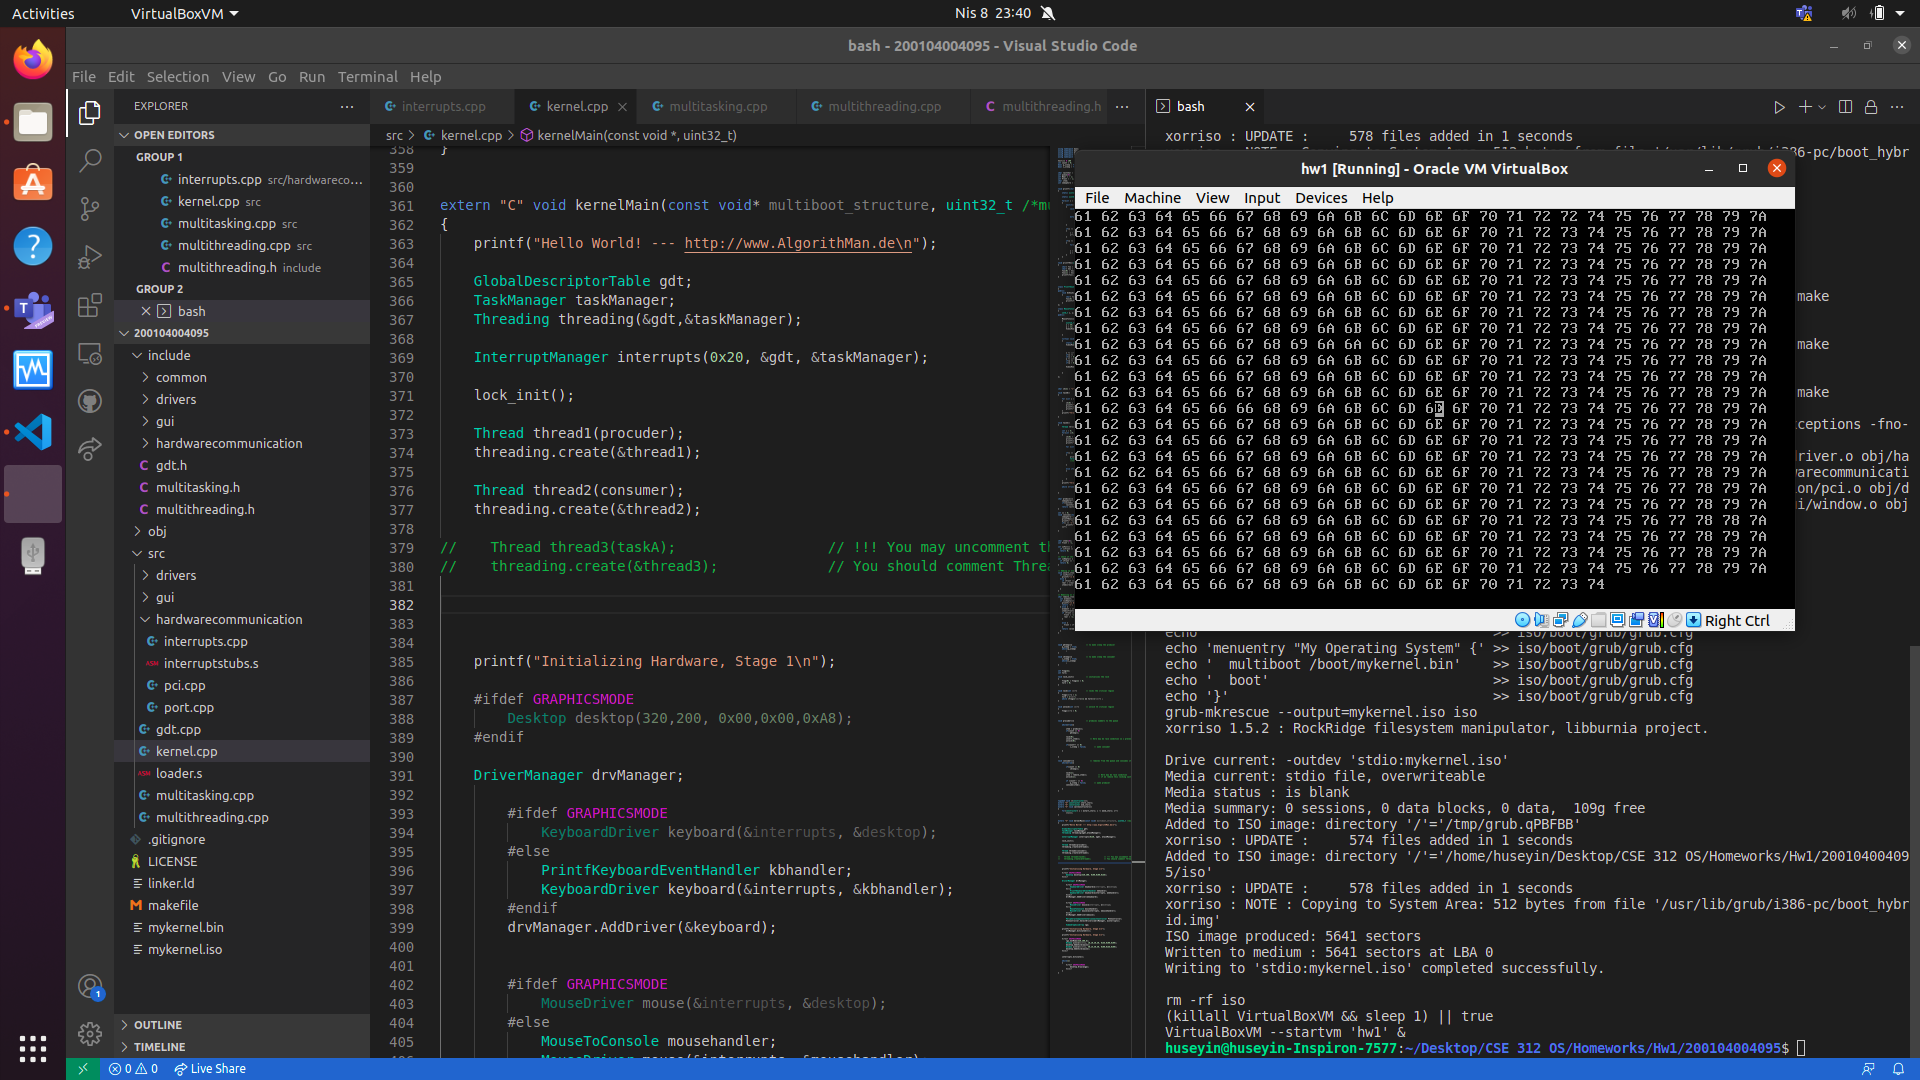 Activities
VirtualBoxVM
Nis 8 23:40
bash - 200104004095 - Visual Studio Code
File Edit Selection View Go Run Terminal Help
EXPLORER
OPEN EDITORS
GROUP 1
interrupts.cpp src/hardwareco...
kernel.cpp src
multitasking.cpp src
multithreading.cpp src
multithreading.h include
GROUP 2
bash
200104004095
include
common
drivers
gui
hardwarecommunication
gdt.h
multitasking.h
multithreading.h
obj
src
drivers
gui
hardwarecommunication
interrupts.cpp
interruptstubs.s
pci.cpp
port.cpp
gdt.cpp
kernel.cpp
loader.s
multitasking.cpp
multithreading.cpp
.gitignore
LICENSE
linker.ld
makefile
mykernel.bin
mykernel.iso
OUTLINE
TIMELINE
interrupts.cpp kernel.cpp multitasking.cpp multithreading.cpp multithreading.h
src > kernel.cpp > kernelMain(const void *, uint32_t)
358 }
359
360
361 extern "C" void kernelMain(const void* multiboot_structure, uint32_t /*mu
362 {
363 printf("Hello World! --- http://www.AlgorithMan.de\n");
364
365 GlobalDescriptorTable gdt;
366 TaskManager taskManager;
367 Threading threading(&gdt,&taskManager);
368
369 InterruptManager interrupts(0x20, &gdt, &taskManager);
370
371 lock_init();
372
373 Thread thread1(procuder);
374 threading.create(&thread1);
375
376 Thread thread2(consumer);
377 threading.create(&thread2);
378
379 // Thread thread3(taskA); // !!! You may uncomment th
380 // threading.create(&thread3); // You should comment Threa
381
382
383
384
385 printf("Initializing Hardware, Stage 1\n");
386
387 #ifdef GRAPHICSMODE
388 Desktop desktop(320,200, 0x00,0x00,0xA8);
389 #endif
390
391 DriverManager drvManager;
392
393 #ifdef GRAPHICSMODE
394 KeyboardDriver keyboard(&interrupts, &desktop);
395 #else
396 PrintfKeyboardEventHandler kbhandler;
397 KeyboardDriver keyboard(&interrupts, &kbhandler);
398 #endif
399 drvManager.AddDriver(&keyboard);
400
401
402 #ifdef GRAPHICSMODE
403 MouseDriver mouse(&interrupts, &desktop);
404 #else
405 MouseToConsole mousehandler;
bash
xorriso : UPDATE : 578 files added in 1 seconds
hw1 [Running] - Oracle VM VirtualBox
File Machine View Input Devices Help
61 62 63 64 65 66 67 68 69 6A 6B 6C 6D 6E 6F 70 71 72 72 74 75 76 77 78 79 7A
61 62 63 64 65 66 67 68 69 6A 6B 6C 6D 6E 6F 70 71 72 73 74 75 76 77 78 79 7A
61 62 63 64 65 66 67 68 69 6A 6B 6C 6D 6E 6F 70 71 72 73 74 75 76 77 78 79 7A
61 62 63 64 65 66 67 68 69 6A 6B 6C 6D 6E 6F 70 71 72 73 74 75 76 77 78 79 7A
61 62 63 64 65 66 67 68 69 6A 6B 6C 6D 6E 6F 70 71 72 73 74 75 76 77 78 79 7A
61 62 63 64 65 66 67 68 69 6A 6B 6C 6D 6E 6F 70 71 72 73 74 75 76 77 78 79 7A
61 62 63 64 65 66 67 68 69 6A 6B 6C 6D 6E 6F 70 71 72 73 74 75 76 77 78 79 7A
61 62 63 64 65 66 67 68 69 6A 6B 6C 6D 6E 6F 70 71 72 73 74 75 76 77 78 79 7A
61 62 63 64 65 66 67 68 69 6A 6B 6C 6D 6E 6F 70 71 72 73 74 75 76 77 78 79 7A
61 62 63 64 65 66 67 68 69 6A 6B 6C 6D 6E 6F 70 71 72 73 74 75 76 77 78 79 7A
61 62 63 64 65 66 67 68 69 6A 6B 6C 6D 6E 6F 70 71 72 73 74 75 76 77 78 79 7A
61 62 63 64 65 66 67 68 69 6A 6B 6C 6D 6E 6F 70 71 72 73 74 75 76 77 78 79 7A
61 62 63 64 65 66 66 68 69 6A 6B 6C 6D 6E 6F 70 71 72 73 74 75 76 77 78 79 7A
61 62 63 64 65 66 67 68 69 6A 6B 6C 6D 6E 6F 70 71 72 73 74 75 76 77 78 79 7A
61 62 63 64 65 66 67 68 69 6A 6B 6C 6D 6E 6F 70 71 72 73 74 75 76 77 78 79 7A
61 62 63 64 65 66 67 68 69 6A 6B 6C 6D 6E 6F 70 71 72 73 74 75 76 77 78 79 7A
61 62 63 64 65 66 67 68 69 6A 6B 6C 6D 6E 6F 70 71 72 73 74 75 76 77 78 79 7A
61 62 63 64 65 66 67 68 69 6A 6B 6C 6D 6E 6F 70 71 72 73 74 75 76 77 78 79 7A
61 62 63 64 65 66 67 68 69 6A 6B 6C 6D 6E 6F 70 71 72 73 74 75 76 77 78 79 7A
61 62 63 64 65 66 67 68 69 6A 6B 6C 6D 6E 6F 70 71 72 73 74 75 76 77 78 78 7A
61 62 63 64 65 66 67 68 69 6A 6B 6C 6D 6E 6F 70 71 72 73 74 75 76 77 78 79 7A
61 62 63 64 65 66 67 68 69 6A 6B 6C 6D 6E 6F 70 71 72 73 74 75 76 77 78 79 7A
61 62 63 64 65 66 67 68 69 6A 6B 6C 6D 6E 6F 70 71 72 73 74 75 76 77 78 79 7A
61 62 63 64 65 66 67 68 69 6A 6B 6C 6D 6E 6F 70 71 72 73 74
Right Ctrl
i386-pc/boot_hybr
make
make
make
ceptions -fno-
river.o obj/ha
warecommunicati
on/pci.o obj/d
i/window.o obj
echo >> iso/boot/grub/grub.cfg
echo 'menuentry "My Operating System" {' >> iso/boot/grub/grub.cfg
echo ' multiboot /boot/mykernel.bin' >> iso/boot/grub/grub.cfg
echo ' boot' >> iso/boot/grub/grub.cfg
echo '}' >> iso/boot/grub/grub.cfg
grub-mkrescue --output=mykernel.iso iso
xorriso 1.5.2 : RockRidge filesystem manipulator, libburnia project.
Drive current: -outdev 'stdio:mykernel.iso'
Media current: stdio file, overwriteable
Media status : is blank
Media summary: 0 sessions, 0 data blocks, 0 data, 109g free
Added to ISO image: directory '/'='/tmp/grub.qPBFBB'
xorriso : UPDATE : 574 files added in 1 seconds
Added to ISO image: directory '/'='/home/huseyin/Desktop/CSE 312 OS/Homeworks/Hw1/20010400409
5/iso'
xorriso : UPDATE : 578 files added in 1 seconds
xorriso : NOTE : Copying to System Area: 512 bytes from file '/usr/lib/grub/i386-pc/boot_hybr
id.img'
ISO image produced: 5641 sectors
Written to medium : 5641 sectors at LBA 0
Writing to 'stdio:mykernel.iso' completed successfully.
rm -rf iso
(killall VirtualBoxVM && sleep 1) || true
VirtualBoxVM --startvm 'hw1' &
huseyin@huseyin-Inspiron-7577:~/Desktop/CSE 312 OS/Homeworks/Hw1/200104004095$
0 0 Live Share